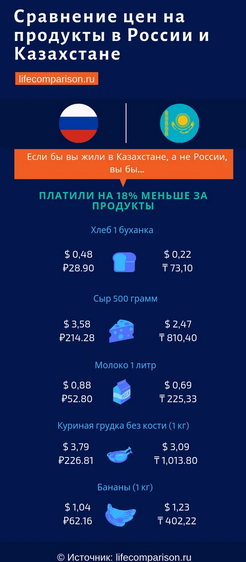 Сравнение цен на
продукты в России и
Казахстане
lifecomparison.ru
Если бы вы жили в Казахстане, а не России,
вы бы...
ПЛАТИЛИ НА 18% МЕНЬШЕ ЗА
ПРОДУКТЫ
Хлеб 1 буханка
$ 0,48 $ 0,22
₽28.90 ₸ 73,10
Сыр 500 грамм
$ 3,58 $ 2,47
₽214.28 ₸ 810,40
Молоко 1 литр
$ 0,88 $ 0,69
₽52.80 ₸ 225,33
Куриная грудка без кости (1 кг)
$ 3,79 $ 3,09
₽226.81 ₸ 1,013.80
Бананы (1 кг)
$ 1,04 $ 1,23
₽62.16 ₸ 402,22
© Источник: lifecomparison.ru